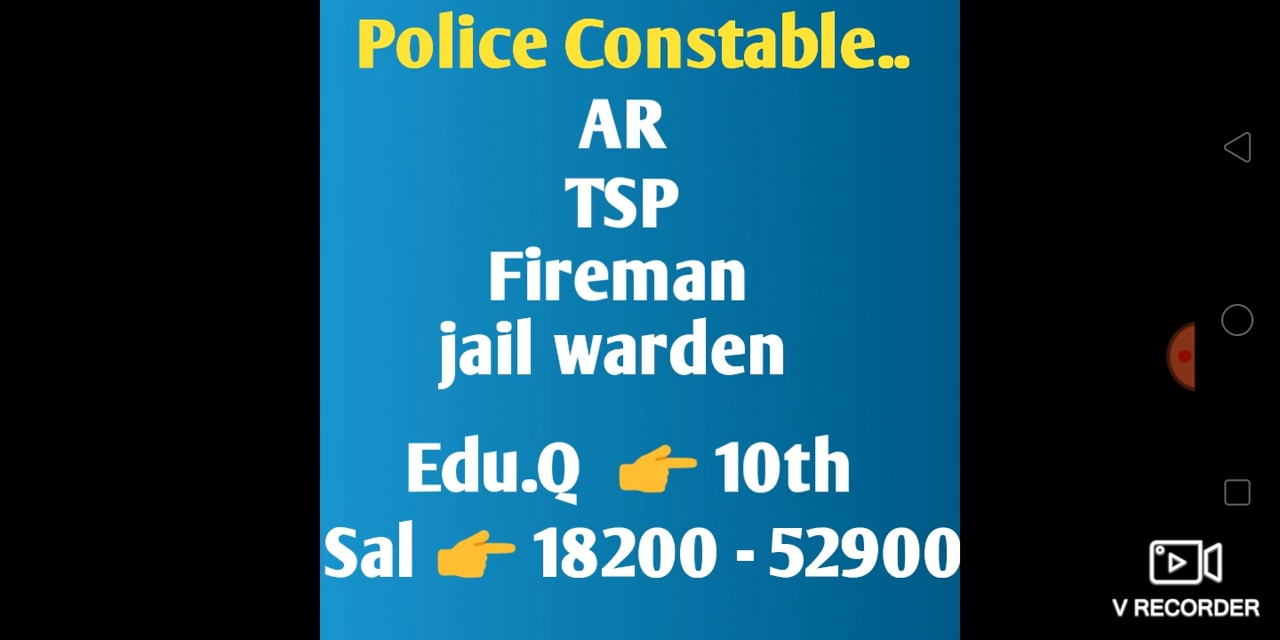 Police Constable..
AR
TSP
Fireman
jail warden
Edu.Q 👉 10th
Sal 👉 18200 - 52900
V RECORDER